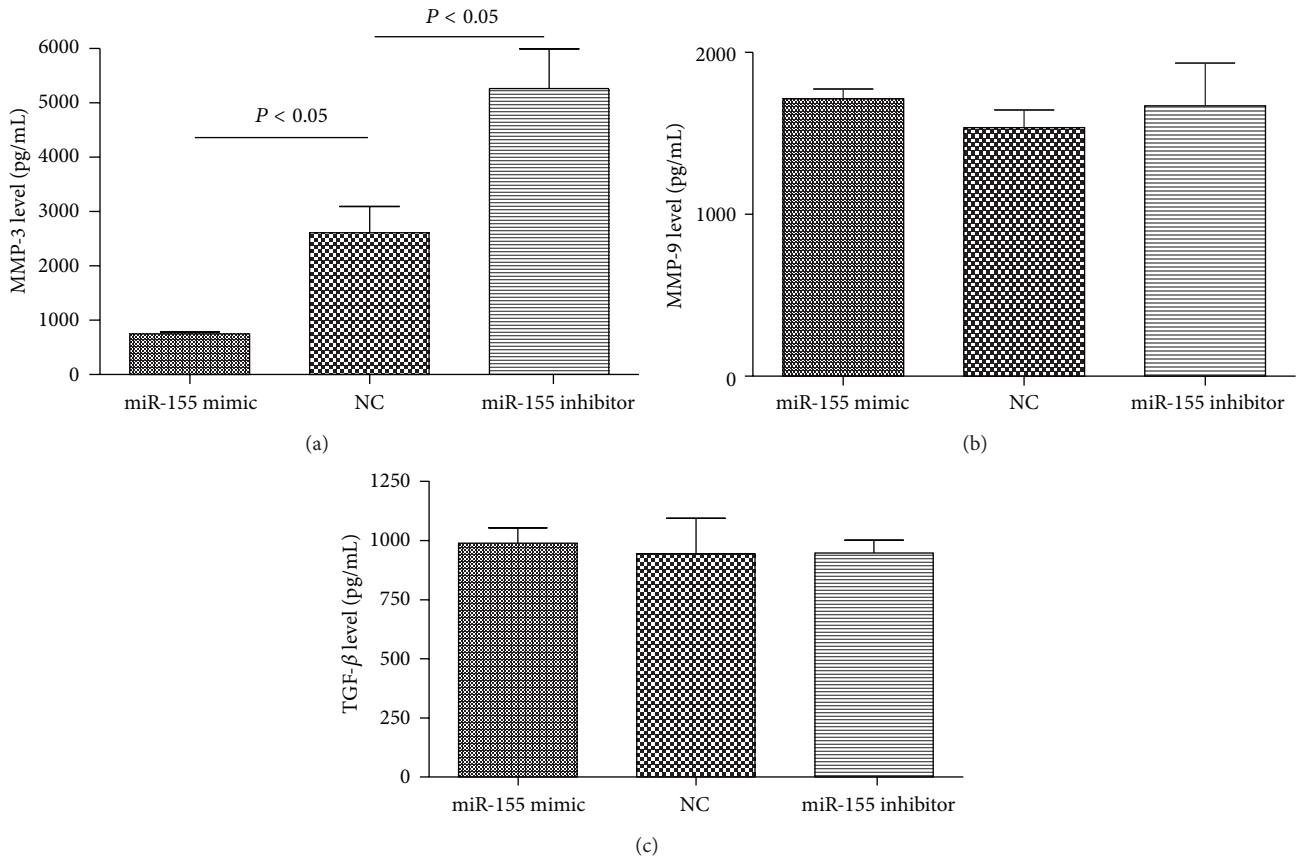 P < 0.05
P < 0.05
MMP-3 level (pg/mL)
6000
5000
4000
3000
2000
1000
0
miR-155 mimic NC miR-155 inhibitor
(a)
MMP-9 level (pg/mL)
2000
1000
0
miR-155 mimic NC miR-155 inhibitor
(b)
TGF-β level (pg/mL)
1250
1000
750
500
250
0
miR-155 mimic NC miR-155 inhibitor
(c)